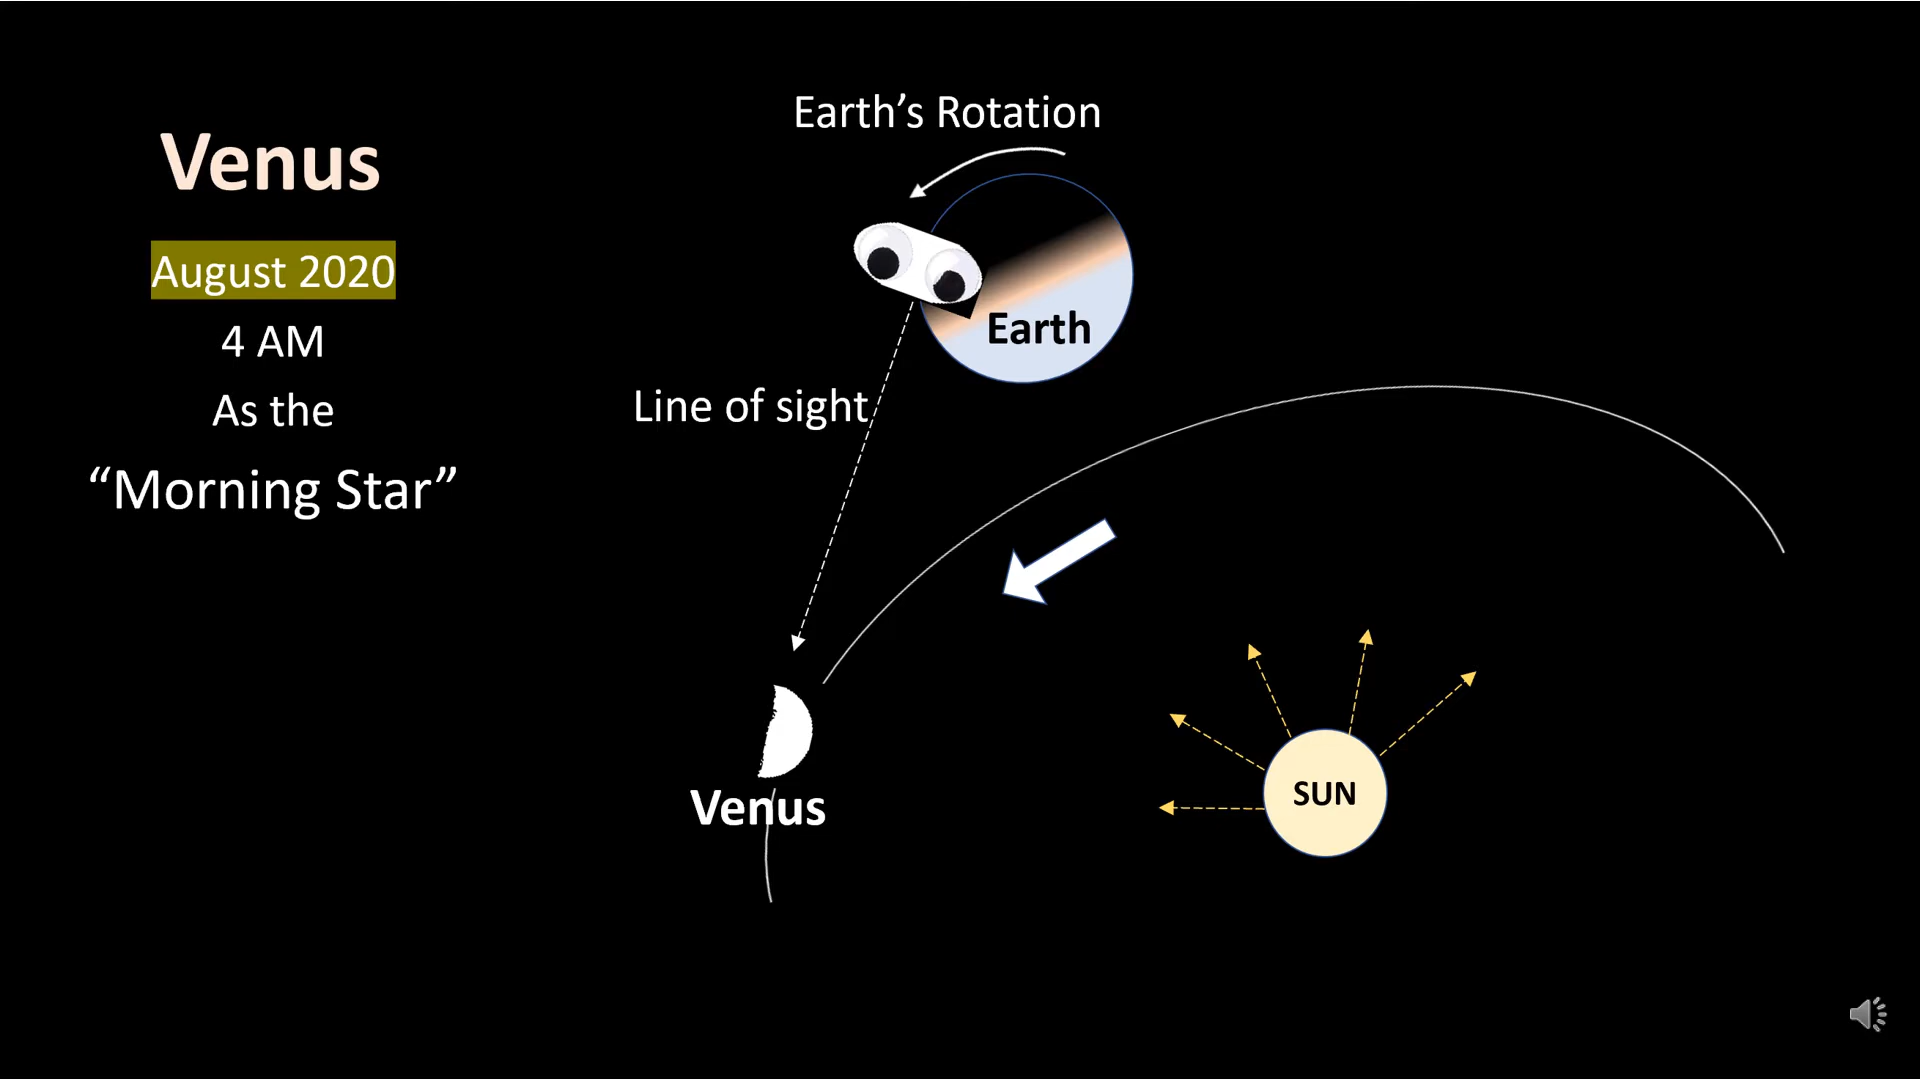 Venus
August 2020
4 AM
As the
“Morning Star”
Earth’s Rotation
Earth
Line of sight
Venus
SUN